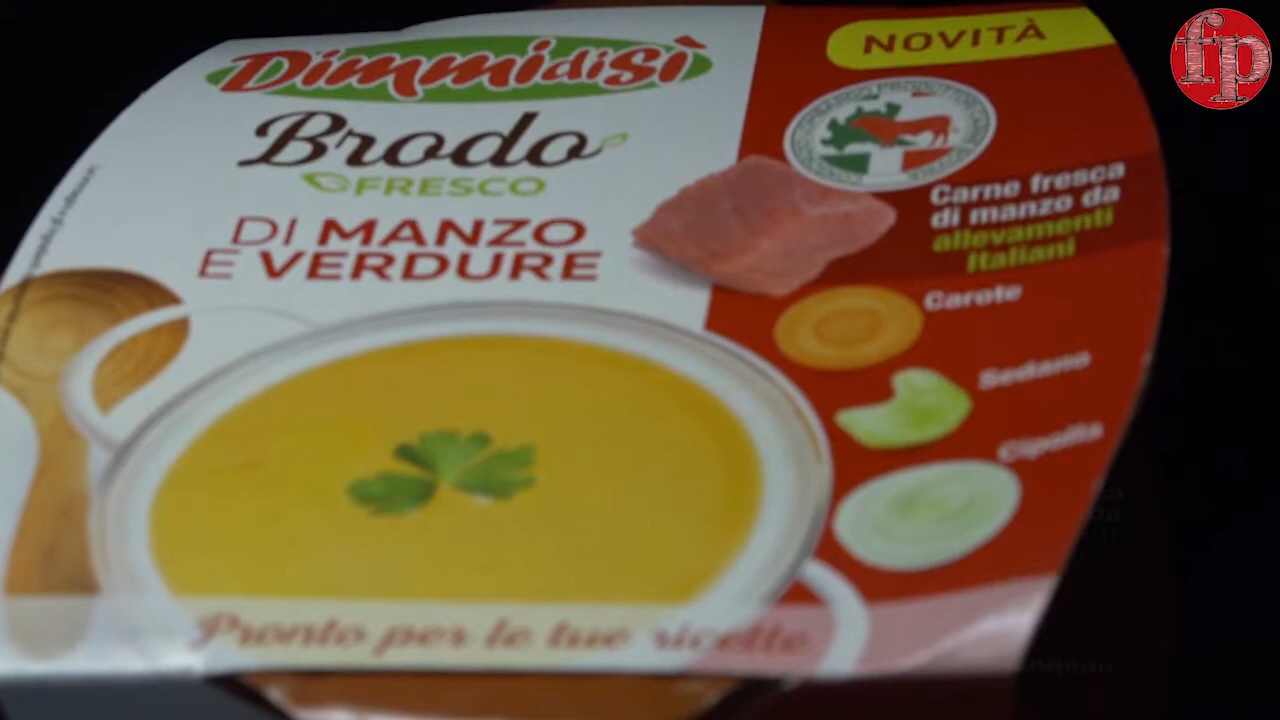 DimmidiSì
Brodo
FRESCO
DI MANZO
E VERDURE
NOVITÀ
Carne fresca
di manzo da
allevamenti
Italiani
Carote
Sedano
Cipolla
Pronto per le tue ricette
fp